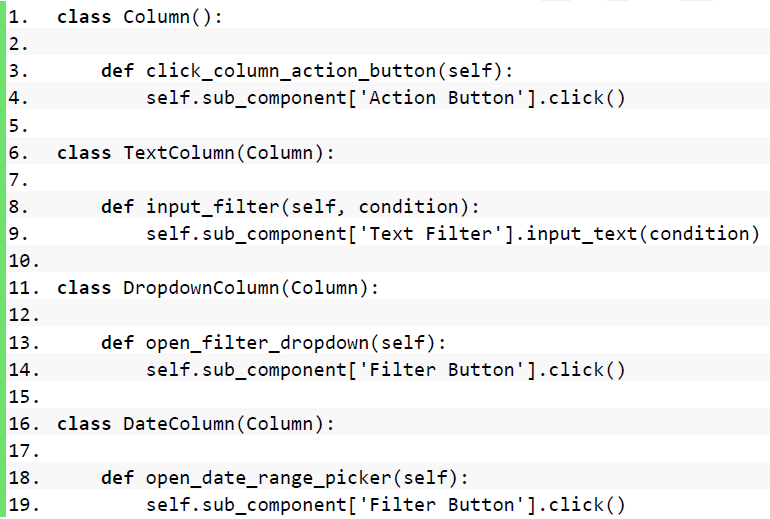 1. class Column():
2.
3.     def click_column_action_button(self):
4.         self.sub_component['Action Button'].click()
5.
6. class TextColumn(Column):
7.
8.     def input_filter(self, condition):
9.         self.sub_component['Text Filter'].input_text(condition)
10.
11. class DropdownColumn(Column):
12.
13.     def open_filter_dropdown(self):
14.         self.sub_component['Filter Button'].click()
15.
16. class DateColumn(Column):
17.
18.     def open_date_range_picker(self):
19.         self.sub_component['Filter Button'].click()